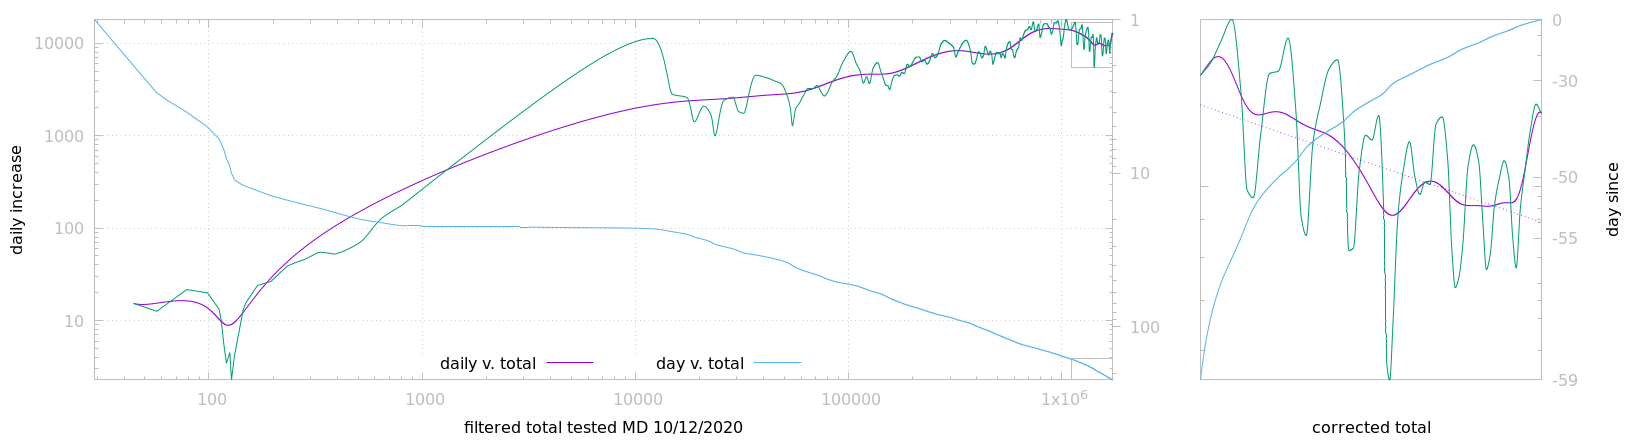 daily increase
10000
1000
100
10
1
10
100
daily v. total
day v. total
100
1000
10000
100000
1x10⁶
filtered total tested MD 10/12/2020
0
-30
-50
-55
-59
day since
corrected total